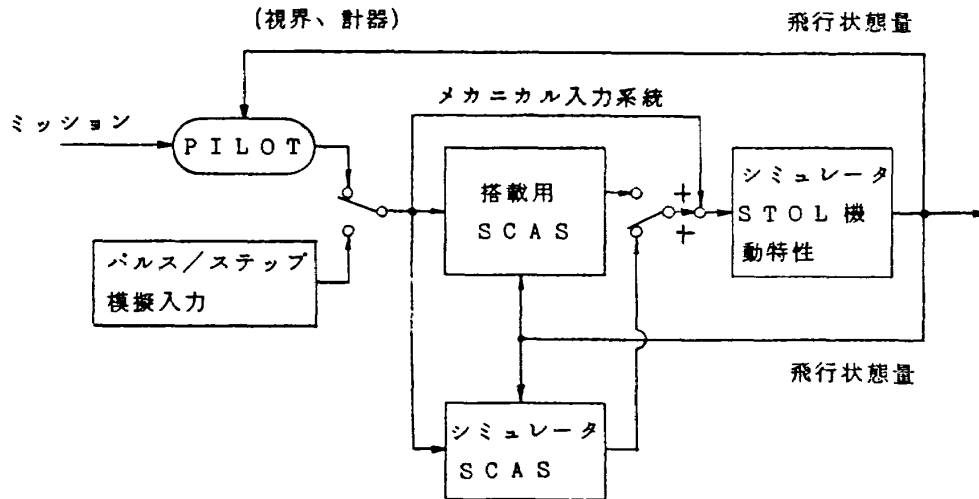 (視界、計器)
飛行状態量
メカニカル入力系統
ミッション
PILOT
搭載用
SCAS
+
+
シミュレータ
STOL機
動特性
パルス/ステップ
模擬入力
飛行状態量
シミュレータ
SCAS